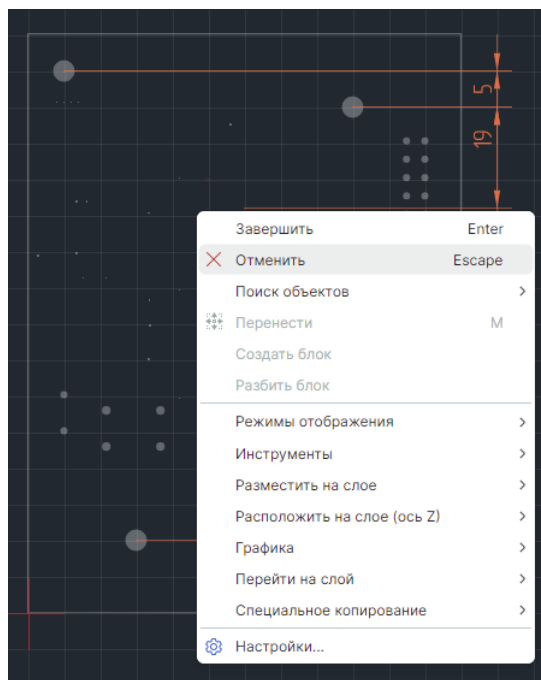 5
19
Завершить Enter
Отменить Escape
Поиск объектов
Перенести M
Создать блок
Разбить блок
Режимы отображения
Инструменты
Разместить на слое
Расположить на слое (ось Z)
Графика
Перейти на слой
Специальное копирование
Настройки...